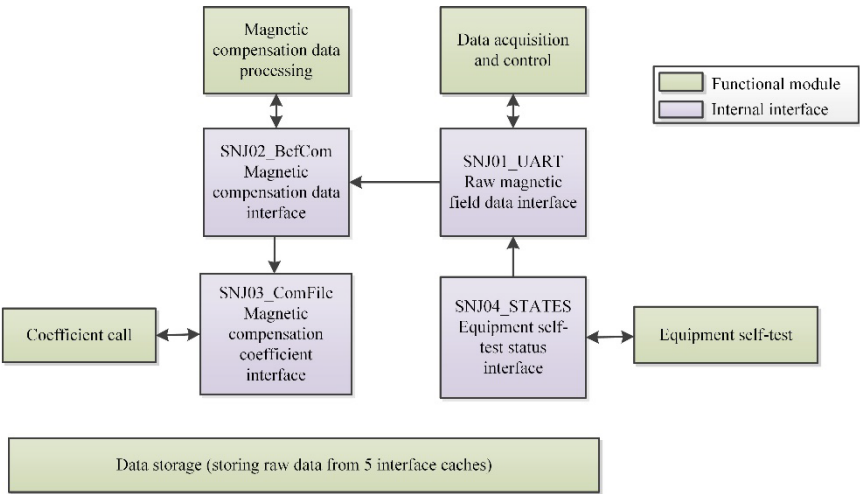 Magnetic
compensation data
processing
Data acquisition
and control
Functional module
Internal interface
SNJ02_BefCom
Magnetic
compensation data
interface
SNJ01_UART
Raw magnetic
field data interface
SNJ03_ComFile
Magnetic
compensation
coefficient
interface
SNJ04_STATES
Equipment self-
test status
interface
Coefficient call
Equipment self-test
Data storage (storing raw data from 5 interface caches)